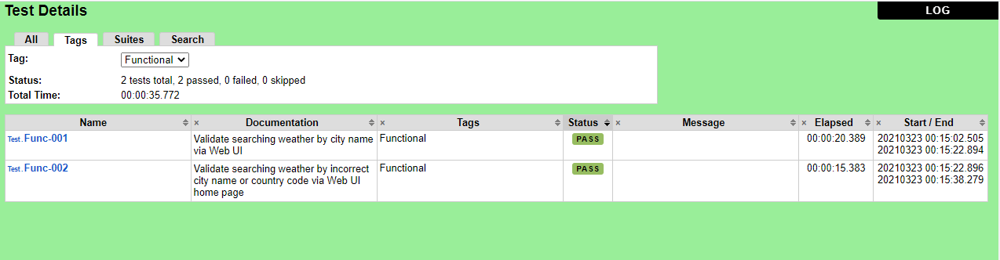 Test Details
LOG
All Tags Suites Search
Tag: Functional
Status: 2 tests total, 2 passed, 0 failed, 0 skipped
Total Time: 00:00:35.772
Name × Documentation × Tags Status × Message × Elapsed × Start / End
Test.Func-001 Validate searching weather by city name Functional PASS 00:00:20.389 20210323 00:15:02.505
via Web UI 20210323 00:15:22.894
Test.Func-002 Validate searching weather by incorrect Functional PASS 00:00:15.383 20210323 00:15:22.896
city name or country code via Web UI 20210323 00:15:38.279
home page